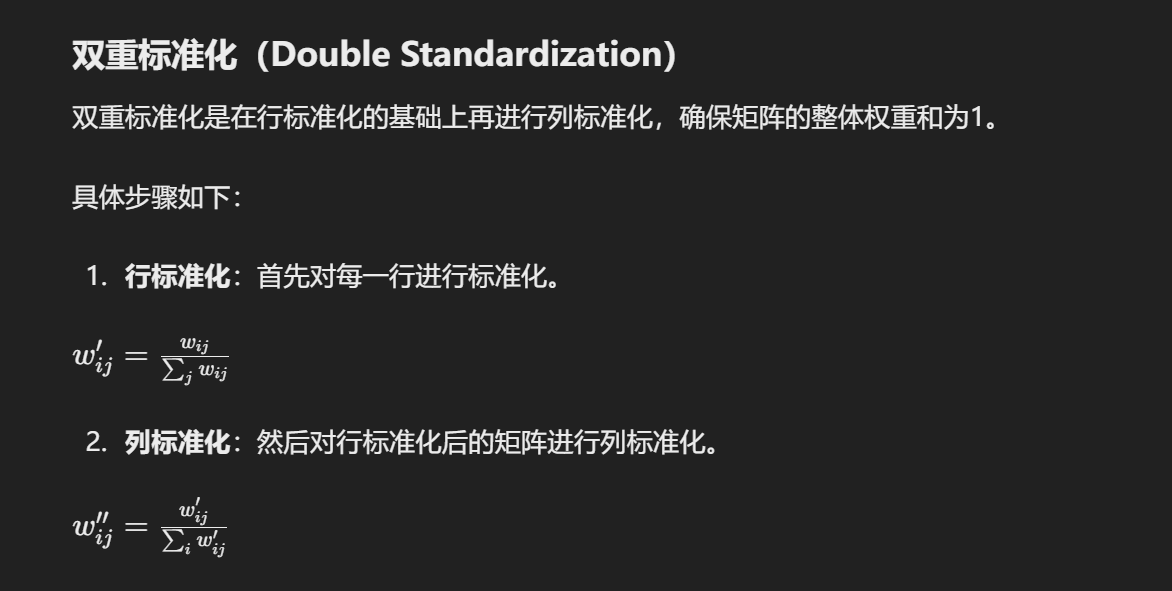 双重标准化（Double Standardization）
双重标准化是在行标准化的基础上再进行列标准化，确保矩阵的整体权重和为1。
具体步骤如下：
1. 行标准化：首先对每一行进行标准化。
w'_{ij} = \frac{w_{ij}}{\sum_j w_{ij}}
2. 列标准化：然后对行标准化后的矩阵进行列标准化。
w''_{ij} = \frac{w'_{ij}}{\sum_i w'_{ij}}